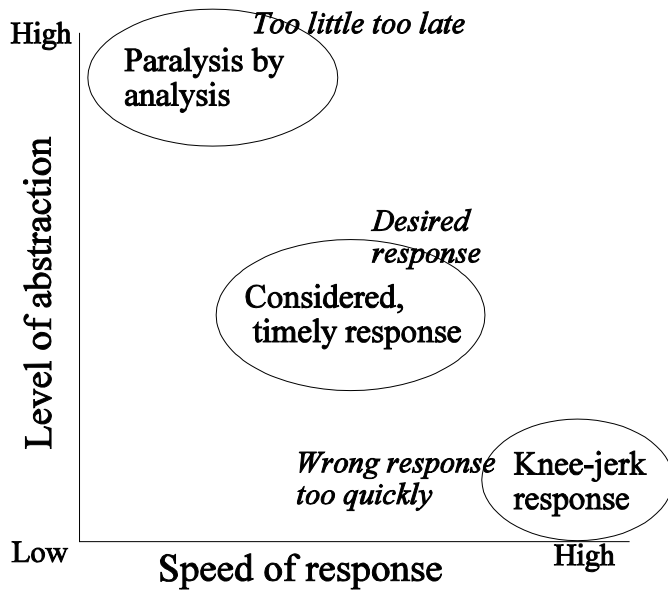 Too little too late
High
Paralysis by
analysis
Level of abstraction
Desired
response
Considered,
timely response
Wrong response
too quickly
Knee-jerk
response
Low
High
Speed of response